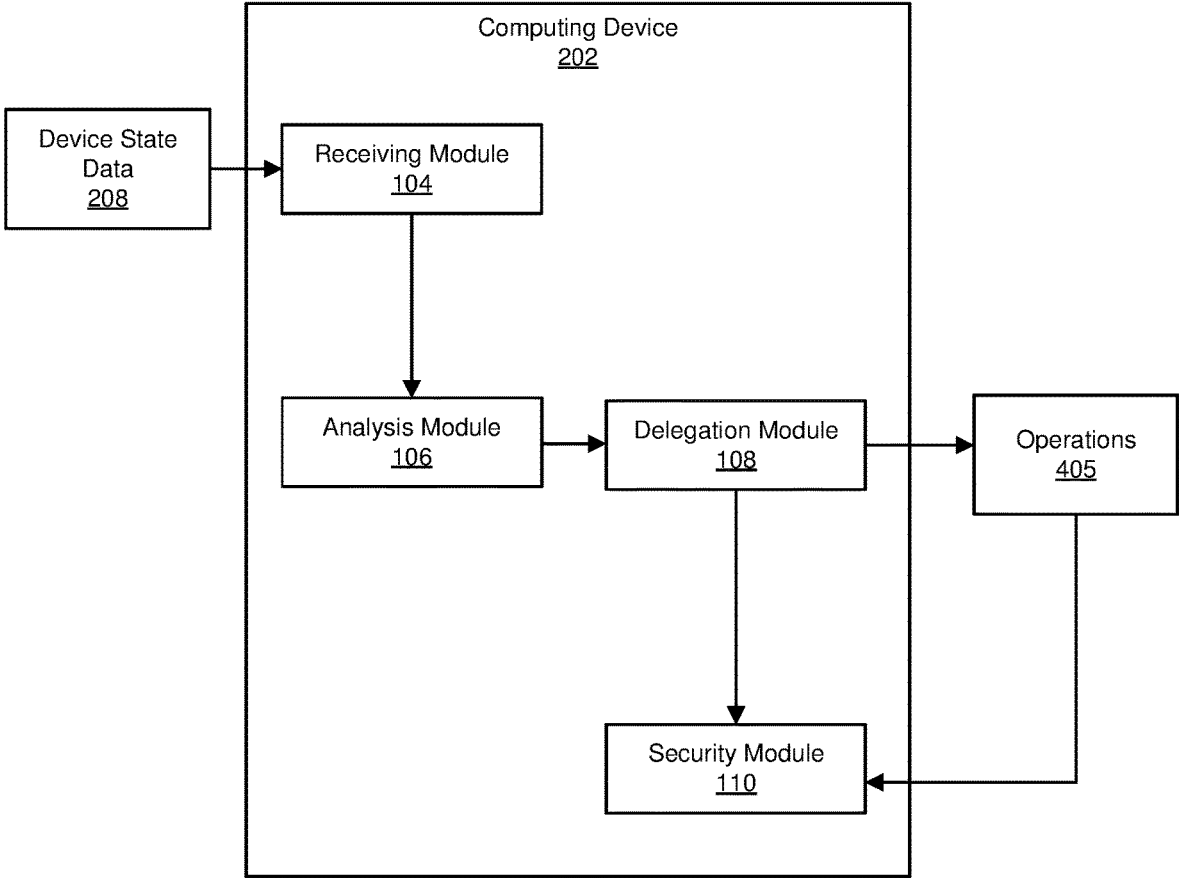 Computing Device
202
Device State
Data
208
Receiving Module
104
Analysis Module
106
Delegation Module
108
Operations
405
Security Module
110